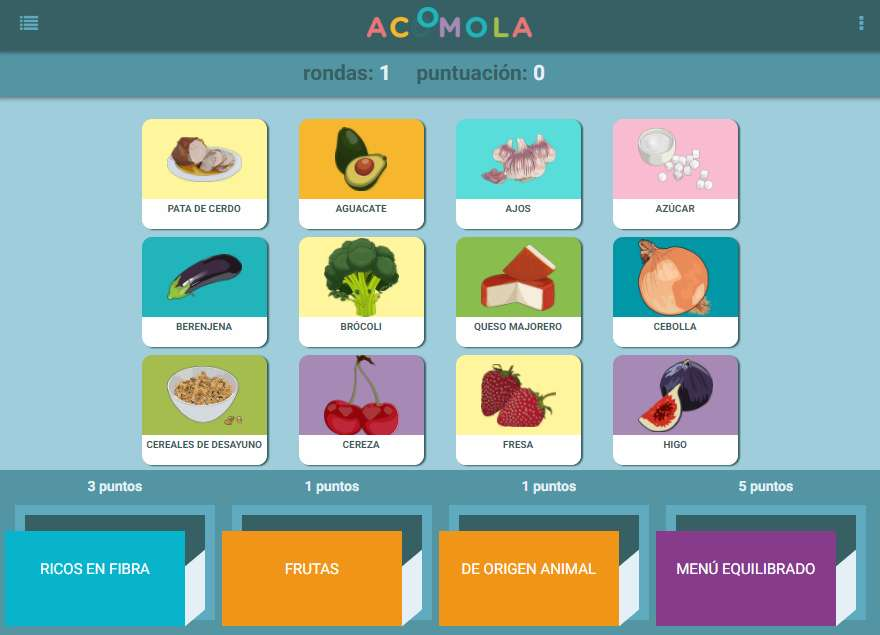 ACOMOLA
rondas: 1 puntuación: 0
PATA DE CERDO
AGUACATE
AJOS
AZÚCAR
BERENJENA
BRÓCOLI
QUESO MAJORERO
CEBOLLA
CEREALES DE DESAYUNO
CEREZA
FRESA
HIGO
3 puntos
1 puntos
1 puntos
5 puntos
RICOS EN FIBRA
FRUTAS
DE ORIGEN ANIMAL
MENÚ EQUILIBRADO